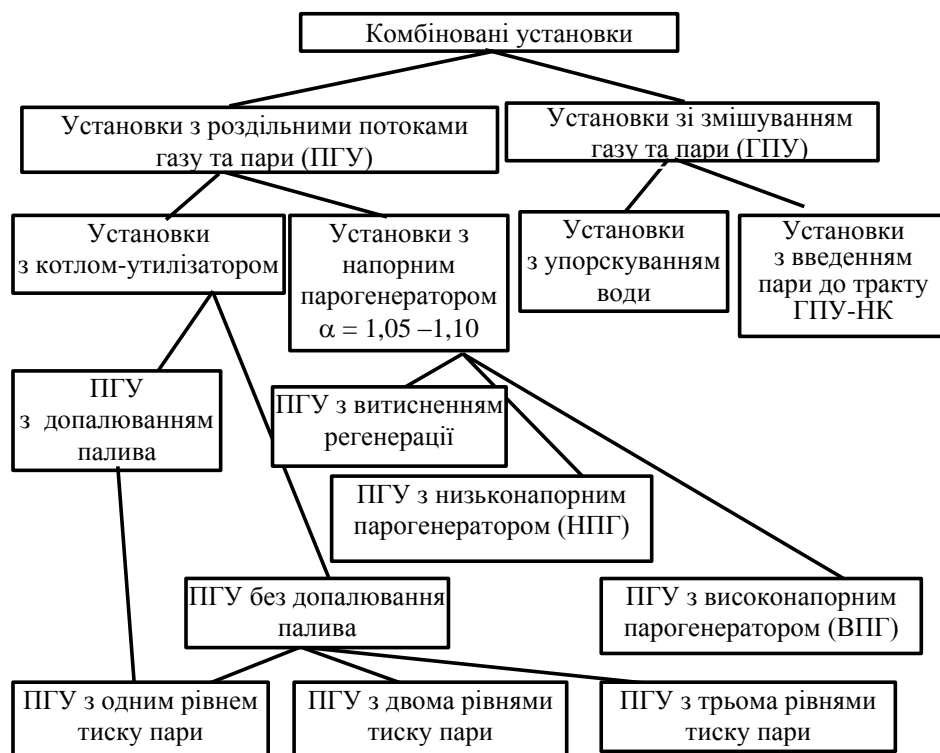 Комбіновані установки
Установки з роздільними потоками
газу та пари (ПГУ)
Установки зі змішуванням
газу та пари (ГПУ)
Установки
з котлом-утилізатором
Установки з
напорним
парогенератором
α = 1,05 –1,10
Установки
з упорскуванням
води
Установки
з введенням
пари до тракту
ГПУ-НК
ПГУ
з допалюванням
палива
ПГУ з витисненням
регенерації
ПГУ з низьконапорним
парогенератором (НПГ)
ПГУ без допалювання
палива
ПГУ з високонапорним
парогенератором (ВПГ)
ПГУ з одним рівнем
тиску пари
ПГУ з двома рівнями
тиску пари
ПГУ з трьома рівнями
тиску пари